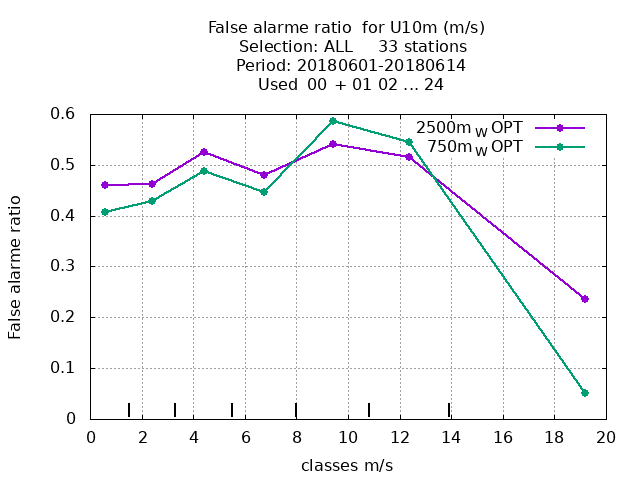 False alarme ratio  for U10m (m/s)
Selection: ALL     33 stations
Period: 20180601-20180614
Used  00  + 01 02 ... 24
2500m W OPT
750m W OPT
0.6
0.5
0.4
0.3
0.2
0.1
0
False alarme ratio
0 2 4 6 8 10 12 14 16 18 20
classes m/s